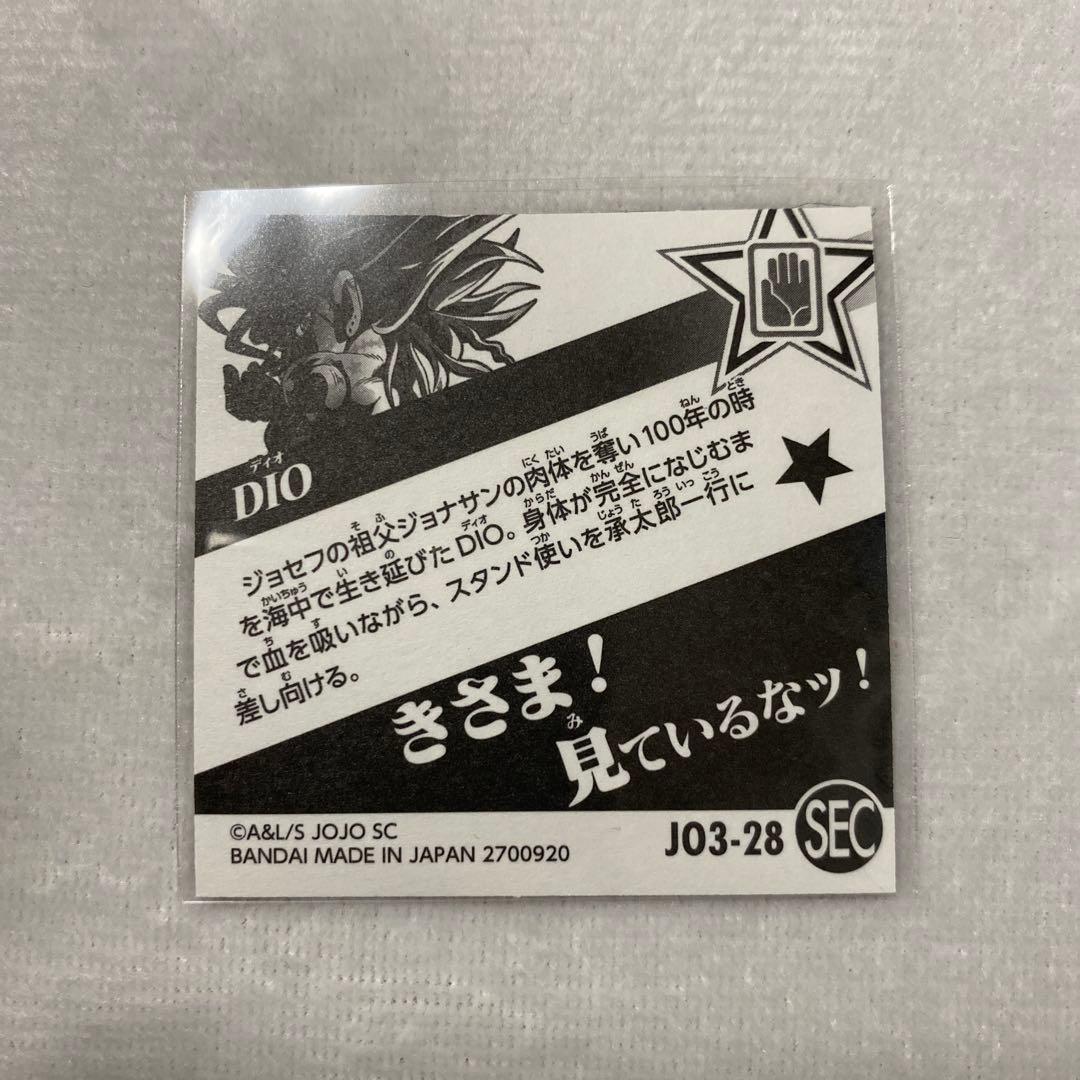 ディオ
DIO
ジョセフの祖父ジョナサンの肉体を奪い100年の時
を海中で生き延びたDIO。身体が完全になじむま
で血を吸いながら、スタンド使いを承太郎一行に
差し向ける。
きさま!
見ているなッ!
©A&L/S JOJO SC
BANDAI MADE IN JAPAN 2700920
JO3-28
SEC